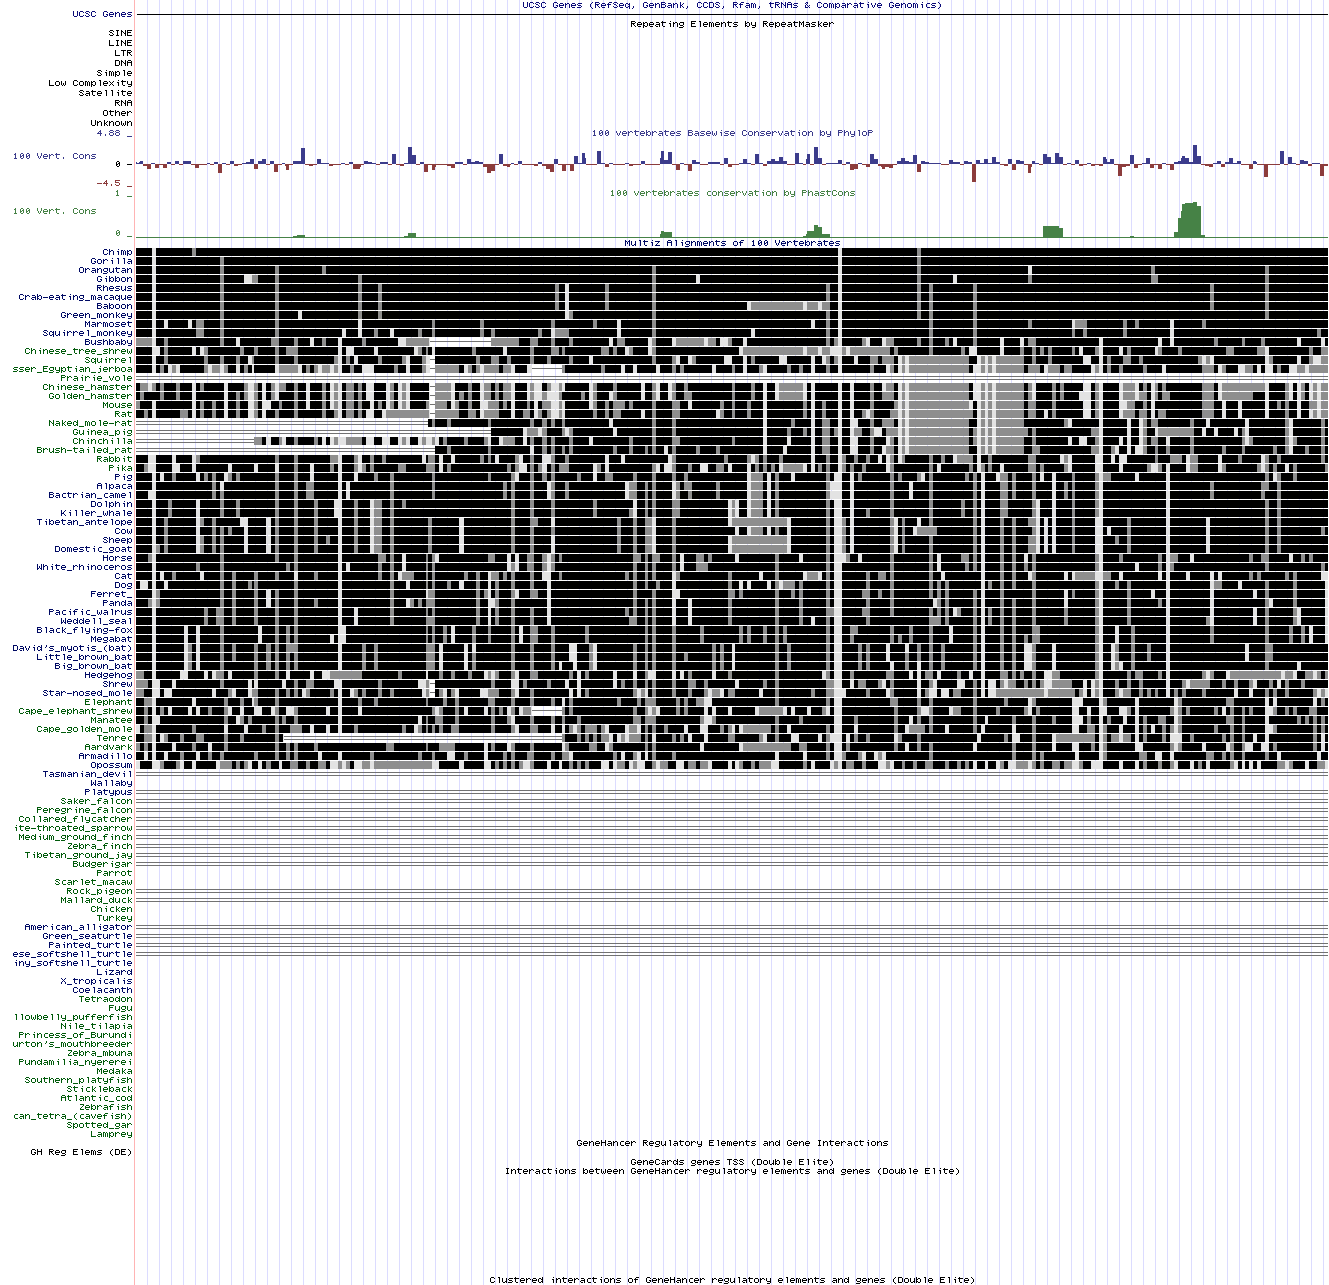 UCSC Genes (RefSeq, GenBank, CCDS, Rfam, tRNAs & Comparative Genomics)
UCSC Genes
Repeating Elements by RepeatMasker
SINE
LINE
LTR
DNA
Simple
Low Complexity
Satellite
RNA
Other
Unknown
4.88 _
100 vertebrates Basewise Conservation by PhyloP
100 Vert. Cons
0 -
-4.5 _
100 vertebrates conservation by PhastCons
1 _
100 Vert. Cons
0 _
Multiz Alignments of 100 Vertebrates
Chimp
Gorilla
Orangutan
Gibbon
Rhesus
Crab-eating_macaque
Baboon
Green_monkey
Marmoset
Squirrel_monkey
Bushbaby
Chinese_tree_shrew
Squirrel
sser_Egyptian_jerboa
Prairie_vole
Chinese_hamster
Golden_hamster
Mouse
Rat
Naked_mole-rat
Guinea_pig
Chinchilla
Brush-tailed_rat
Rabbit
Pika
Pig
Alpaca
Bactrian_camel
Dolphin
Killer_whale
Tibetan_antelope
Cow
Sheep
Domestic_goat
Horse
White_rhinoceros
Cat
Dog
Ferret_
Panda
Pacific_walrus
Weddell_seal
Black_flying-fox
Megabat
David's_myotis_(bat)
Little_brown_bat
Big_brown_bat
Hedgehog
Shrew
Star-nosed_mole
Elephant
Cape_elephant_shrew
Manatee
Cape_golden_mole
Tenrec
Aardvark
Armadillo
Opossum
Tasmanian_devil
Wallaby
Platypus
Saker_falcon
Peregrine_falcon
Collared_flycatcher
ite-throated_sparrow
Medium_ground_finch
Zebra_finch
Tibetan_ground_jay
Budgerigar
Parrot
Scarlet_macaw
Rock_pigeon
Mallard_duck
Chicken
Turkey
American_alligator
Green_seaturtle
Painted_turtle
ese_softshell_turtle
iny_softshell_turtle
Lizard
X_tropicalis
Coelacanth
Tetraodon
Fugu
llowbelly_pufferfish
Nile_tilapia
Princess_of_Burundi
urton's_mouthbreeder
Zebra_mbuna
Pundamilia_nyererei
Medaka
Southern_platyfish
Stickleback
Atlantic_cod
Zebrafish
can_tetra_(cavefish)
Spotted_gar
Lamprey
GeneHancer Regulatory Elements and Gene Interactions
GH Reg Elems (DE)
GeneCards genes TSS (Double Elite)
Interactions between GeneHancer regulatory elements and genes (Double Elite)
Clustered interactions of GeneHancer regulatory elements and genes (Double Elite)